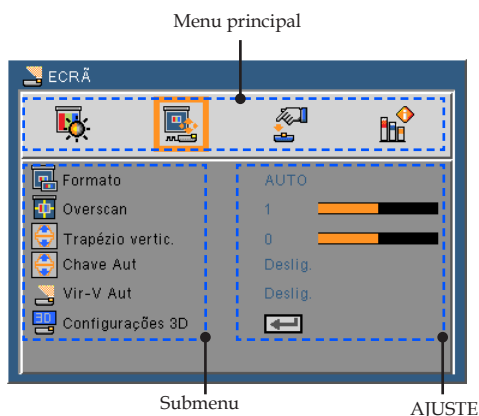 Menu principal
ECRÃ
Formato AUTO
Overscan 1
Trapézio vertic. 0
Chave Aut Deslig.
Vir-V Aut Deslig.
3D Configurações 3D
Submenu
AJUSTE